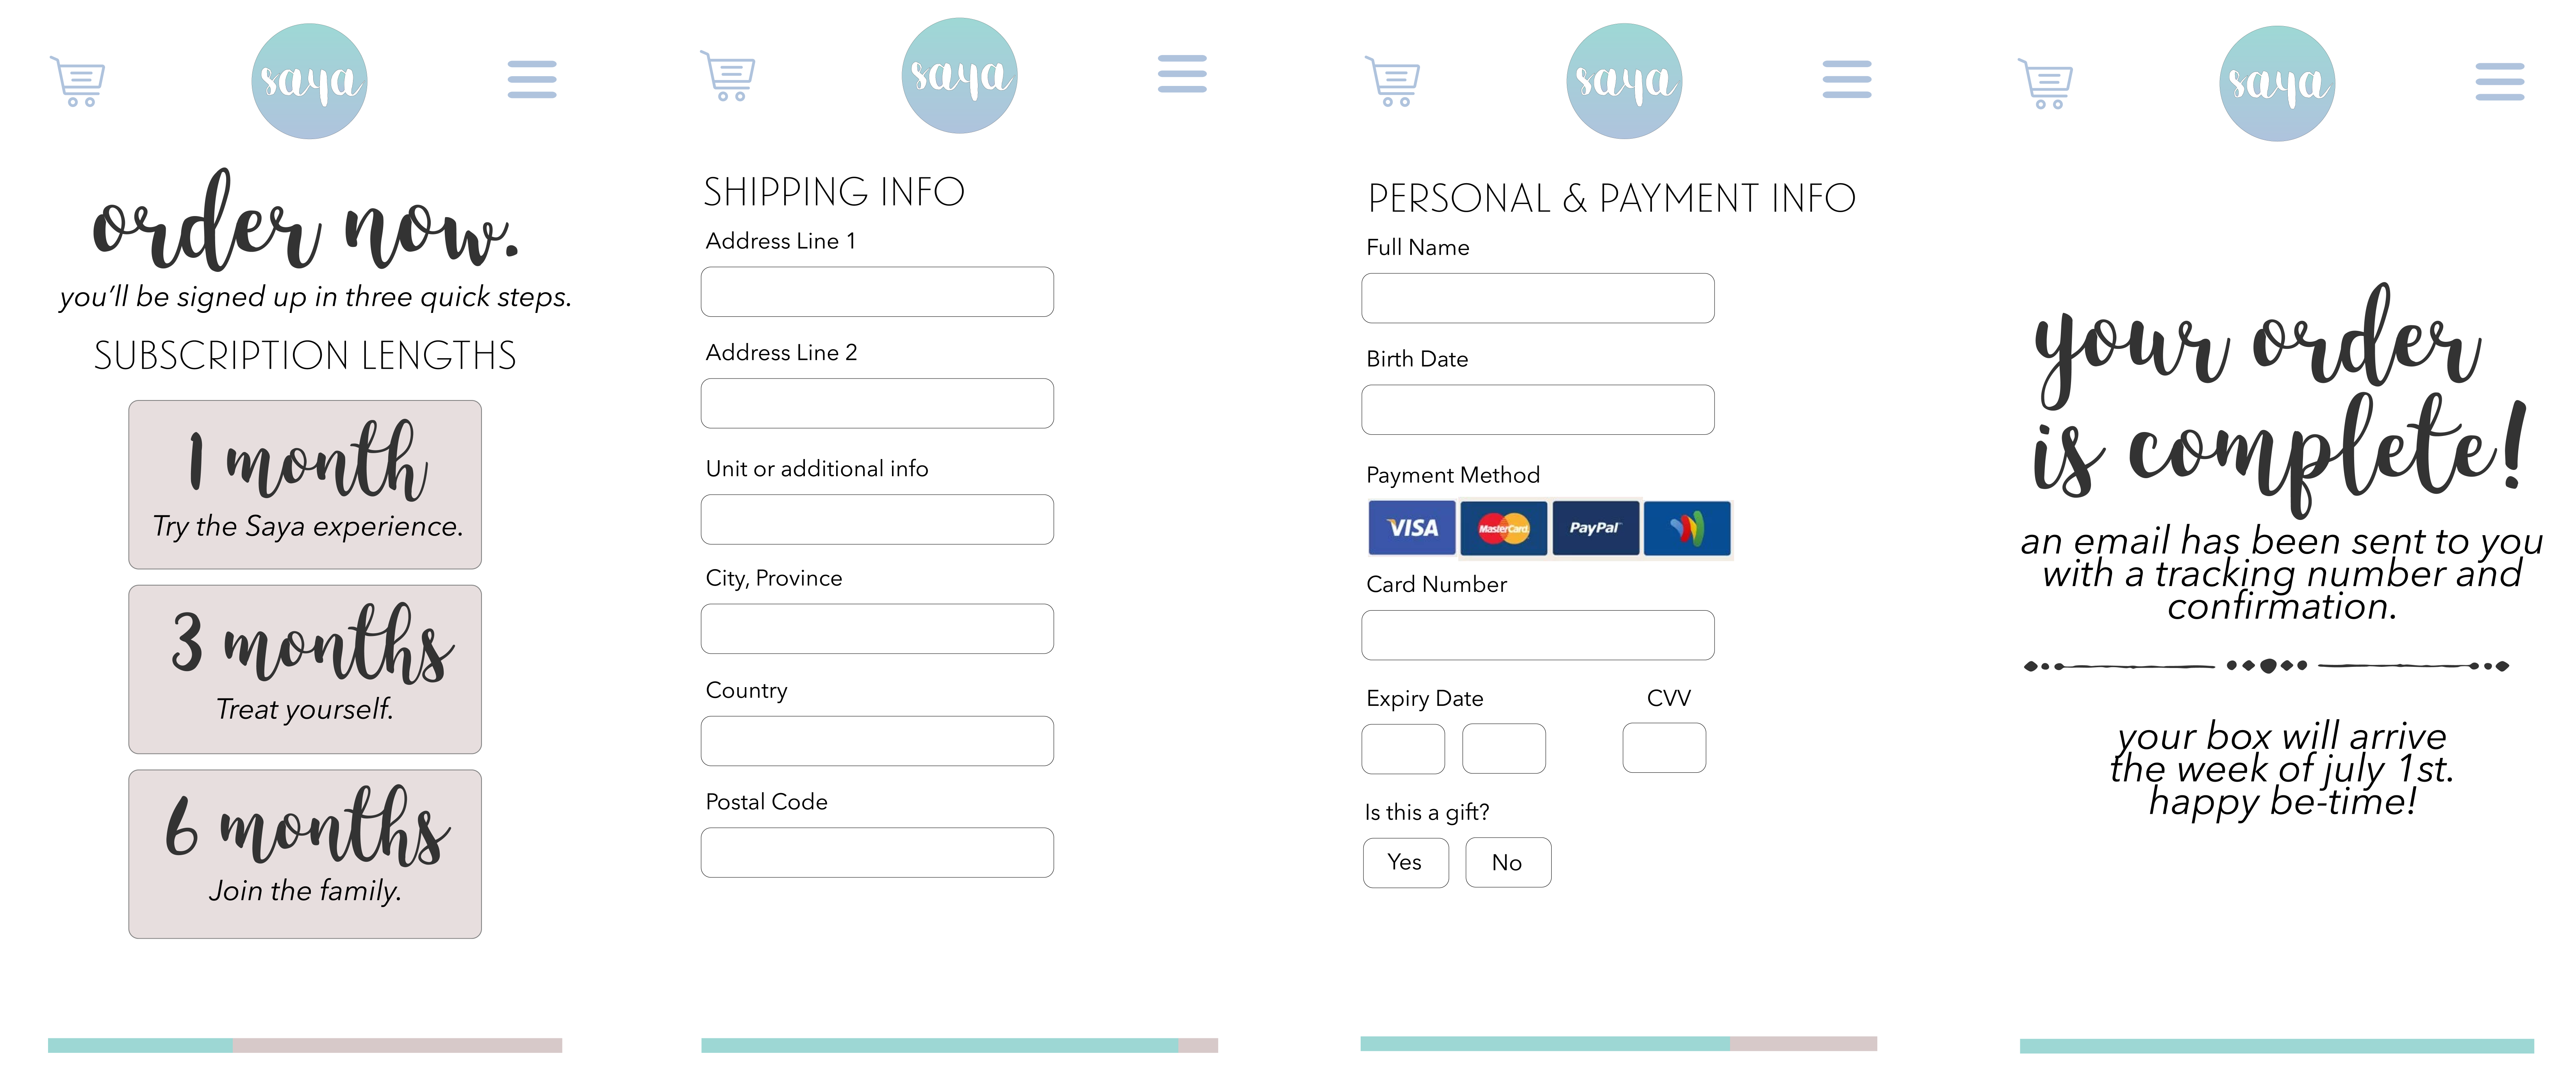 saya
order now.
you'll be signed up in three quick steps.
SUBSCRIPTION LENGTHS
1 month
Try the Saya experience.
3 months
Treat yourself.
6 months
Join the family.
saya
SHIPPING INFO
Address Line 1
Address Line 2
Unit or additional info
City, Province
Country
Postal Code
saya
PERSONAL & PAYMENT INFO
Full Name
Birth Date
Payment Method
VISA MasterCard PayPal
Card Number
Expiry Date CVV
Is this a gift?
Yes No
saya
your order
is complete!
an email has been sent to you
with a tracking number and
confirmation.
your box will arrive
the week of july 1st.
happy be-time!